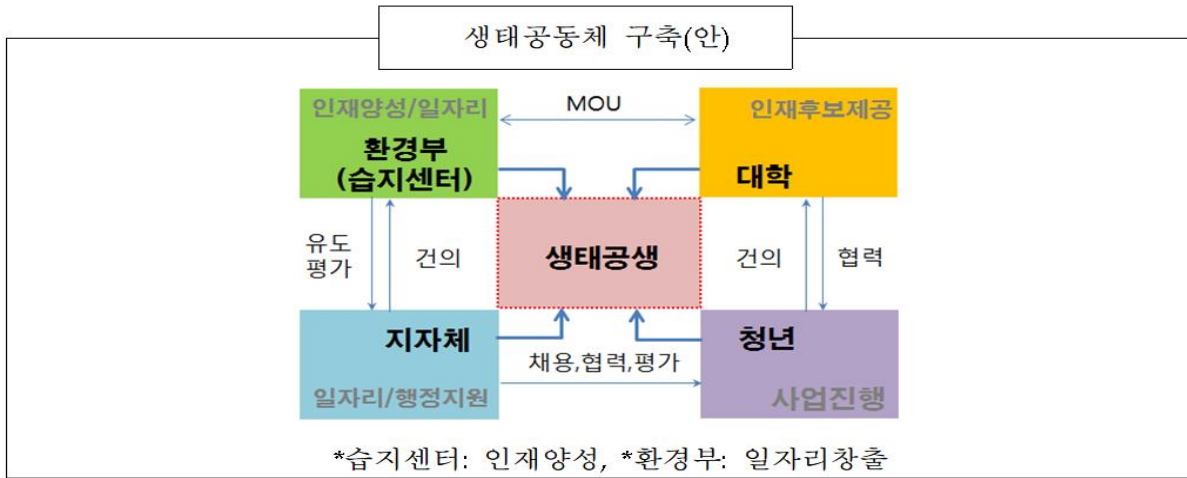 생태공동체 구축(안)
인재양성/일자리
환경부
(습지센터)
MOU
인재후보제공
대학
유도
평가
건의
생태공생
건의
협력
지자체
일자리/행정지원
채용,협력,평가
청년
사업진행
*습지센터: 인재양성, *환경부: 일자리창출